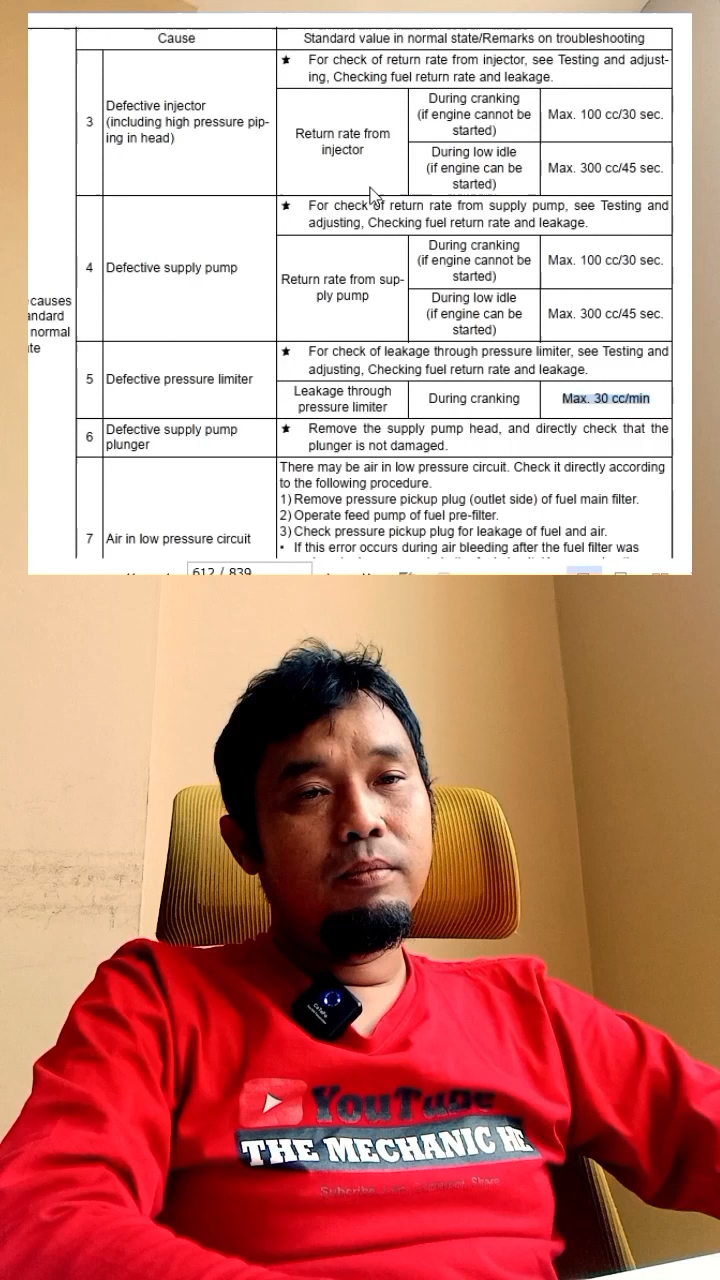 Cause
Standard value in normal state/Remarks on troubleshooting
3
Defective injector
(including high pressure pip-
ing in head)
★ For check of return rate from injector, see Testing and adjust-
ing, Checking fuel return rate and leakage.
Return rate from
injector
During cranking
(if engine cannot be
started)
Max. 100 cc/30 sec.
During low idle
(if engine can be
started)
Max. 300 cc/45 sec.
causes
andard
normal
4
Defective supply pump
★ For check of return rate from supply pump, see Testing and
adjusting, Checking fuel return rate and leakage.
Return rate from sup-
ply pump
During cranking
(if engine cannot be
started)
Max. 100 cc/30 sec.
During low idle
(if engine can be
started)
Max. 300 cc/45 sec.
5
Defective pressure limiter
★ For check of leakage through pressure limiter, see Testing and
adjusting, Checking fuel return rate and leakage.
Leakage through
pressure limiter
During cranking
Max. 30 cc/min
6
Defective supply pump
plunger
★ Remove the supply pump head, and directly check that the
plunger is not damaged.
7
Air in low pressure circuit
There may be air in low pressure circuit. Check it directly according
to the following procedure.
1) Remove pressure pickup plug (outlet side) of fuel main filter.
2) Operate feed pump of fuel pre-filter.
3) Check pressure pickup plug for leakage of fuel and air.
• If this error occurs during air bleeding after the fuel filter was
612 / 839
YouTube
THE MECHANIC HE